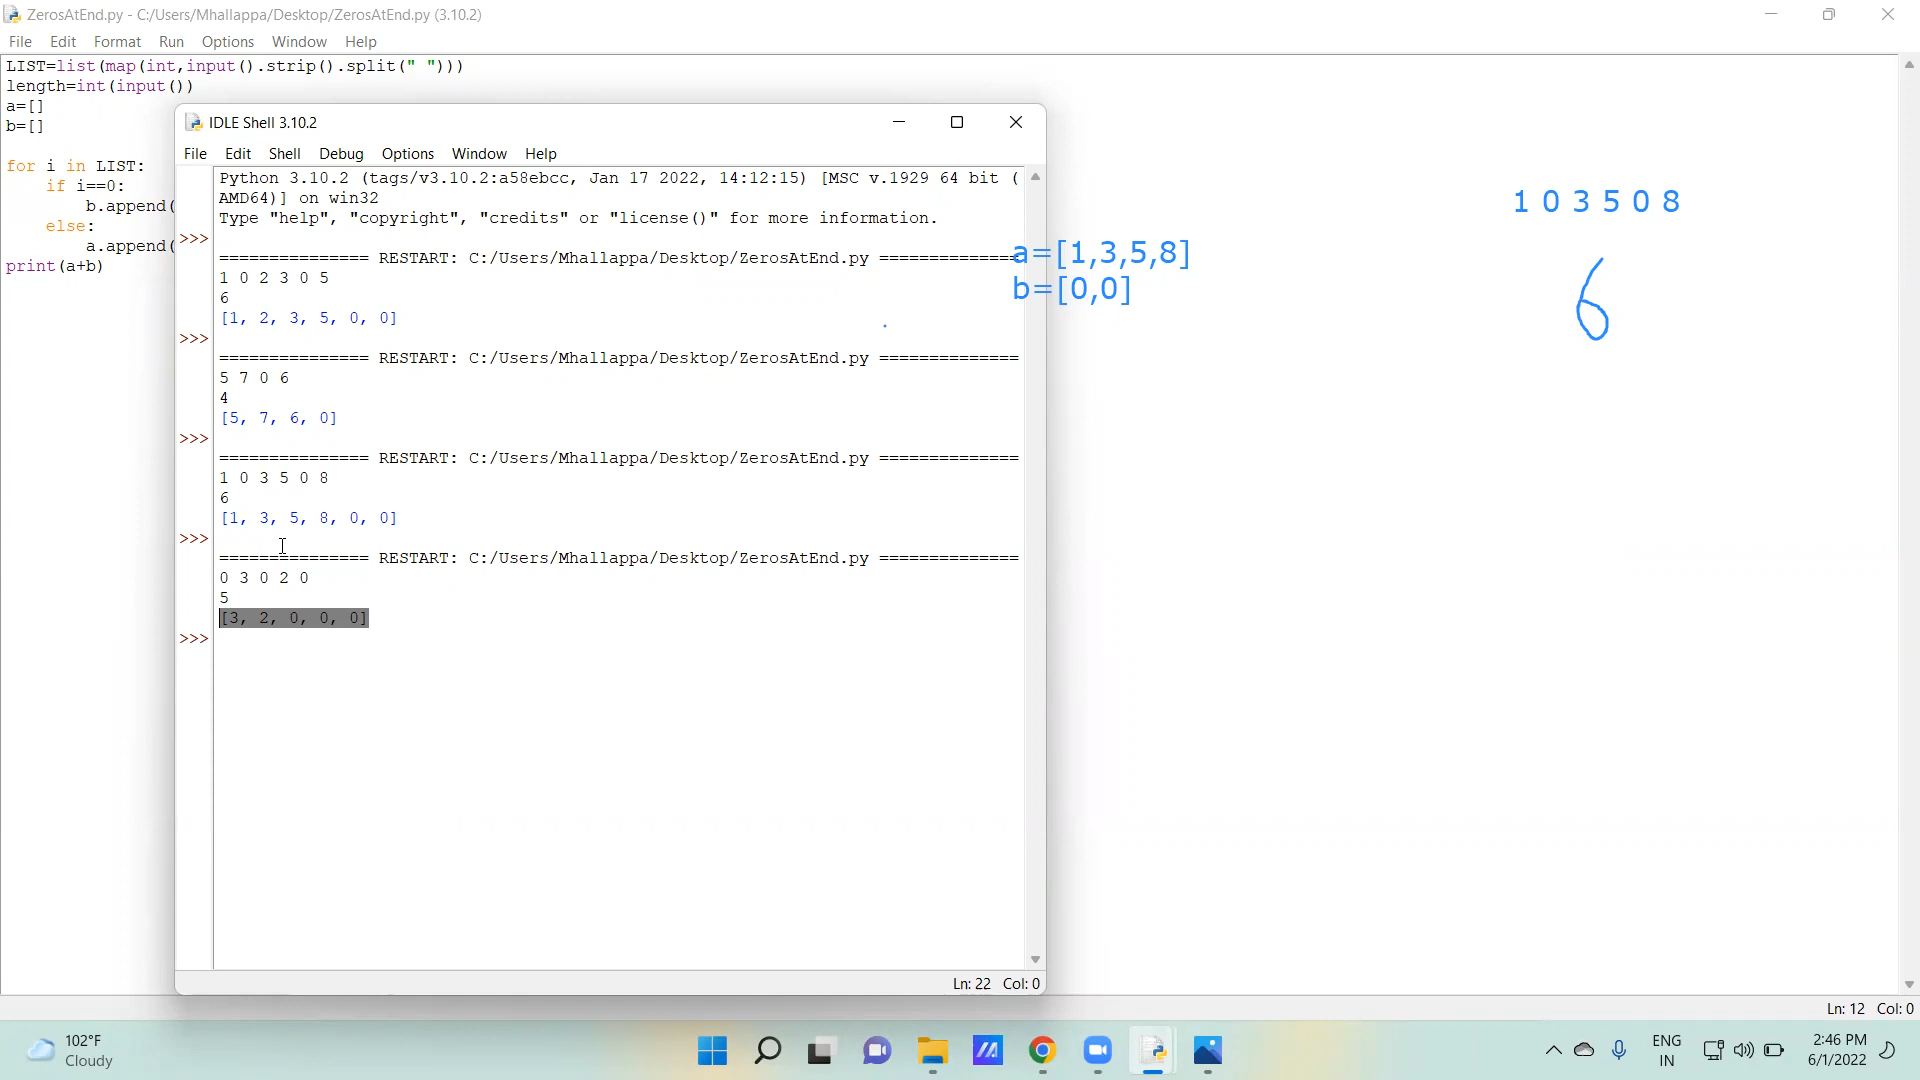 ZerosAtEnd.py - C:/Users/Mhallappa/Desktop/ZerosAtEnd.py (3.10.2)
File Edit Format Run Options Window Help
LIST=list(map(int,input().strip().split(" ")))
length=int(input())
a=[]
b=[]
for i in LIST:
if i==0:
b.append(
else:
a.append(
print(a+b)
IDLE Shell 3.10.2
File Edit Shell Debug Options Window Help
Python 3.10.2 (tags/v3.10.2:a58ebcc, Jan 17 2022, 14:12:15) [MSC v.1929 64 bit (
AMD64)] on win32
Type "help", "copyright", "credits" or "license()" for more information.
>>>
=============== RESTART: C:/Users/Mhallappa/Desktop/ZerosAtEnd.py ==============
1 0 2 3 0 5
6
[1, 2, 3, 5, 0, 0]
>>>
=============== RESTART: C:/Users/Mhallappa/Desktop/ZerosAtEnd.py ==============
5 7 0 6
4
[5, 7, 6, 0]
>>>
=============== RESTART: C:/Users/Mhallappa/Desktop/ZerosAtEnd.py ==============
1 0 3 5 0 8
6
[1, 3, 5, 8, 0, 0]
>>>
=============== RESTART: C:/Users/Mhallappa/Desktop/ZerosAtEnd.py ==============
0 3 0 2 0
5
[3, 2, 0, 0, 0]
>>>
Ln: 22 Col: 0
1 0 3 5 0 8
a=[1,3,5,8]
b=[0,0]
6
Ln: 12 Col: 0
102°F
Cloudy
ENG
IN
2:46 PM
6/1/2022